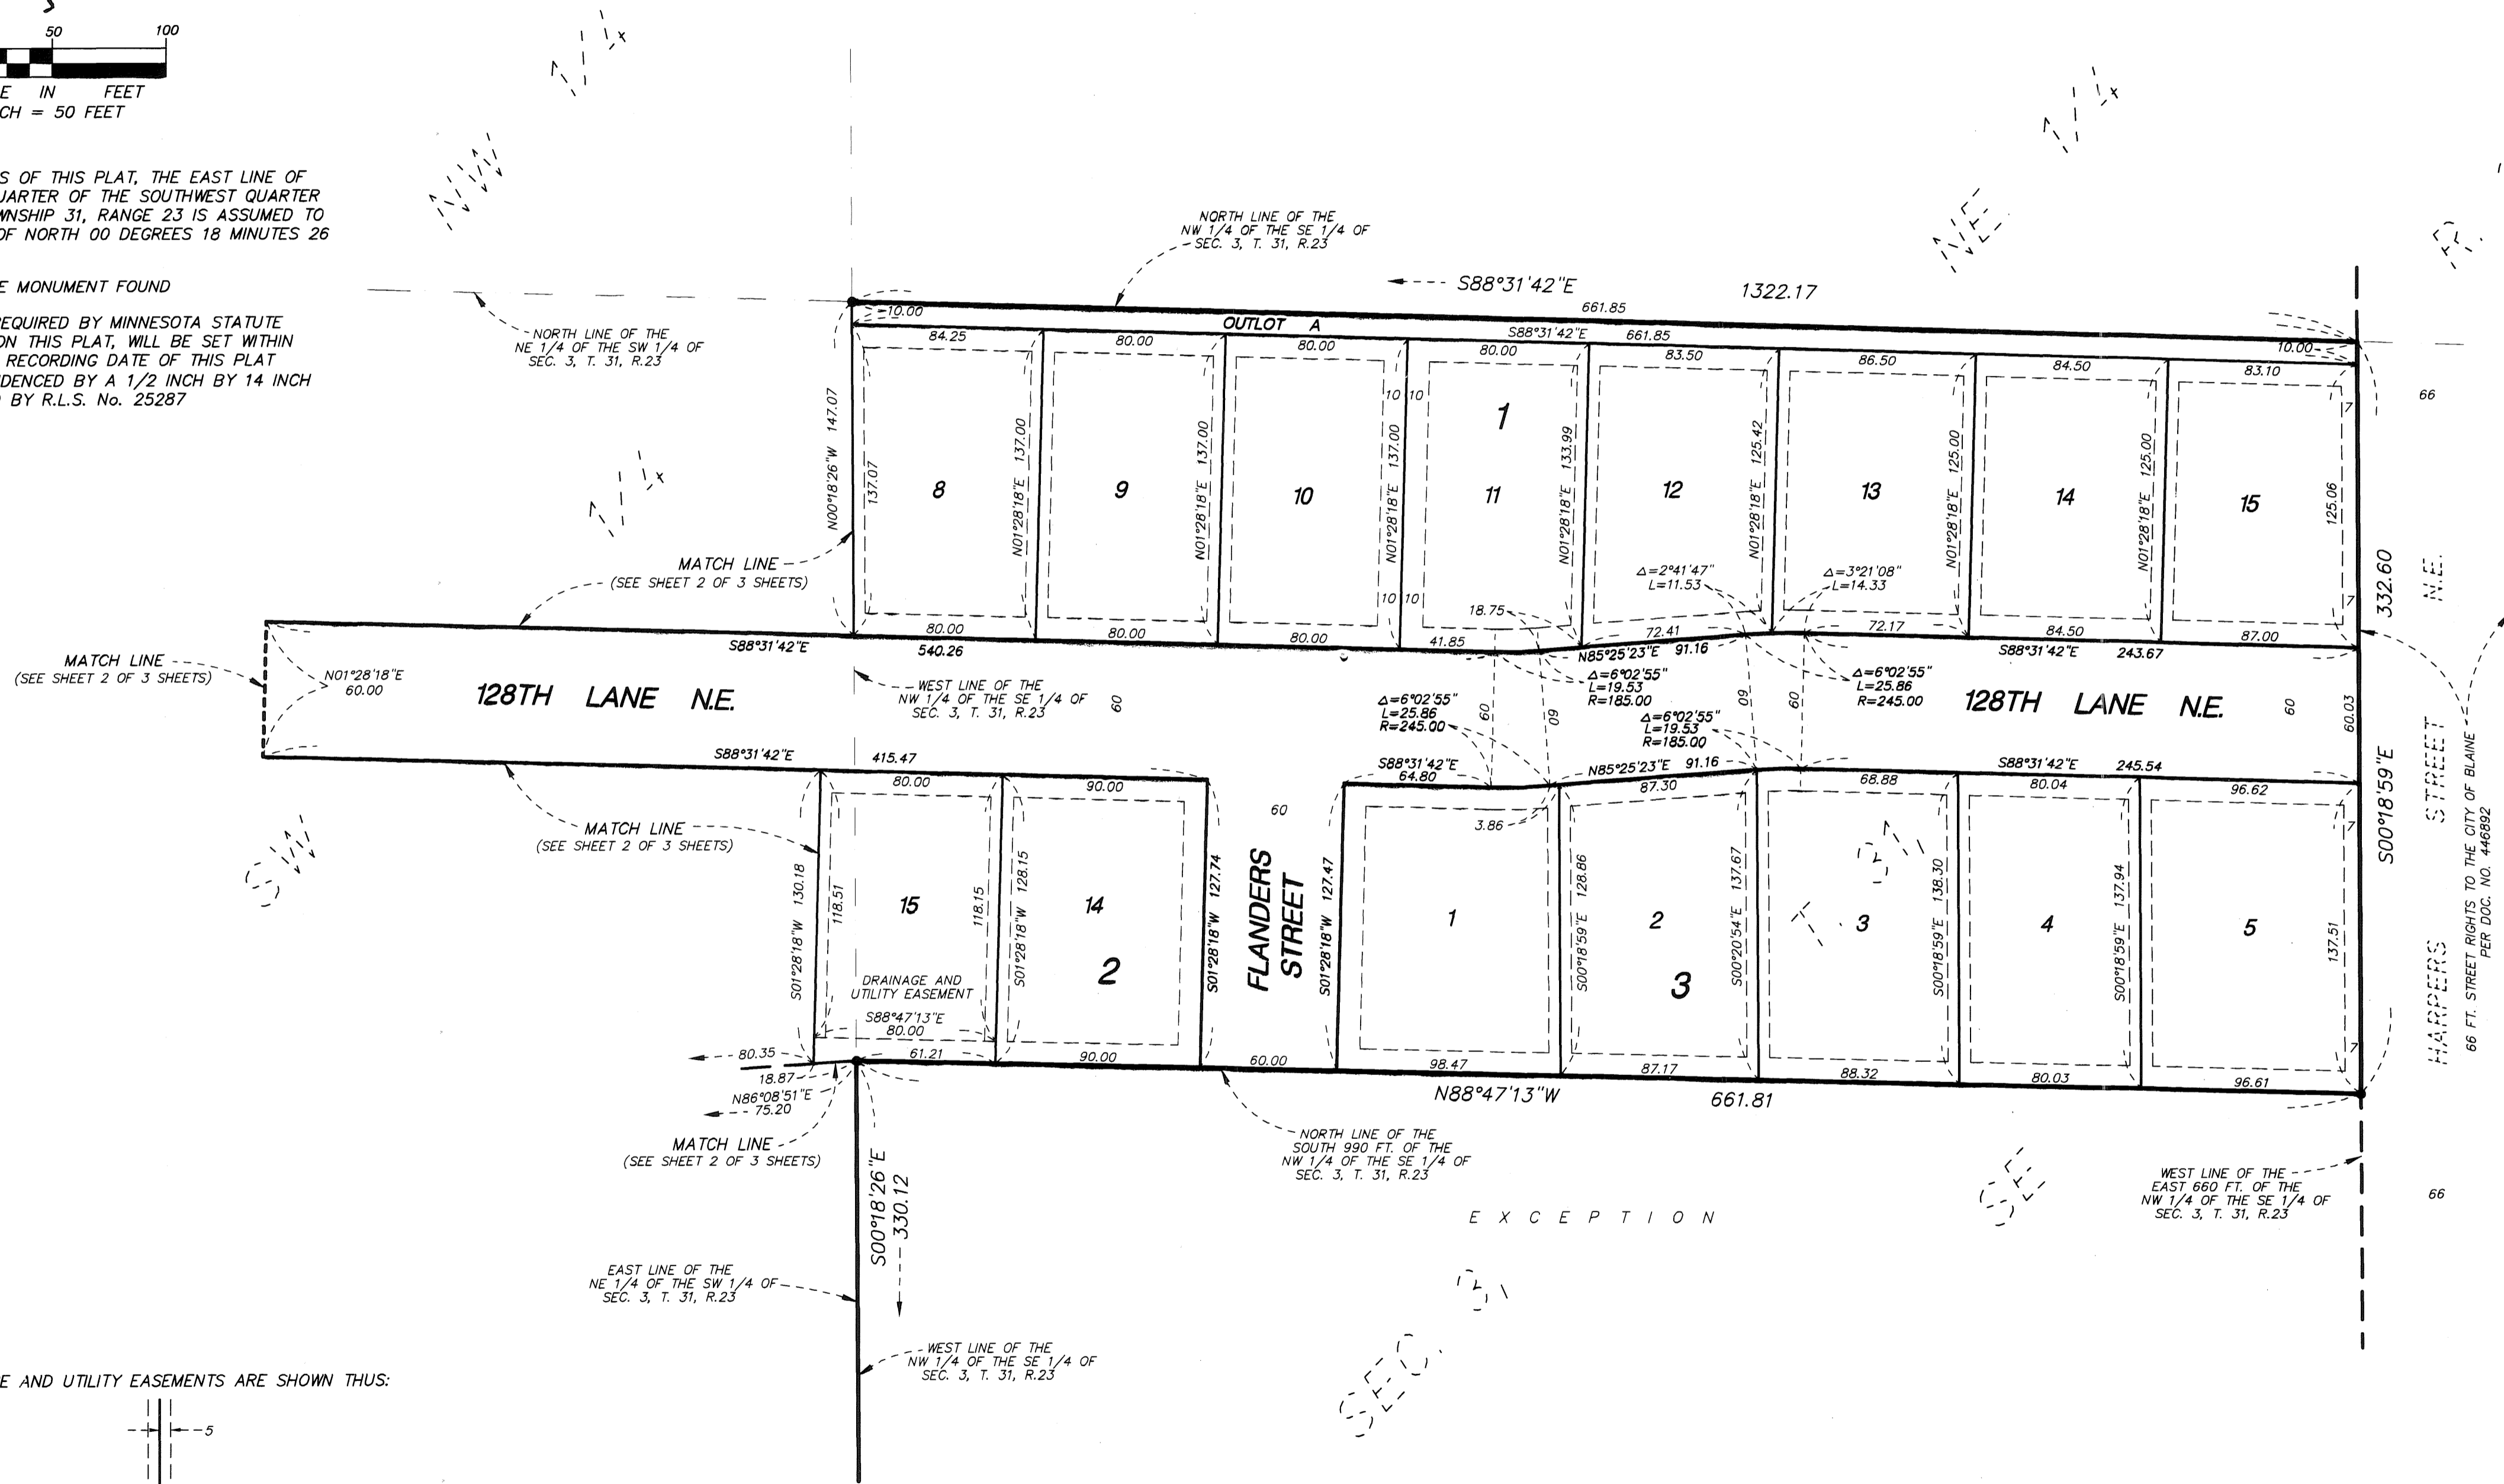 50 100
E IN FEET
CH = 50 FEET
S OF THIS PLAT, THE EAST LINE OF
UARTER OF THE SOUTHWEST QUARTER
WNSHIP 31, RANGE 23 IS ASSUMED TO
OF NORTH 00 DEGREES 18 MINUTES 26
E MONUMENT FOUND
REQUIRED BY MINNESOTA STATUTE
ON THIS PLAT, WILL BE SET WITHIN
RECORDING DATE OF THIS PLAT
IDENCED BY A 1/2 INCH BY 14 INCH
BY R.L.S. No. 25287
NW 1/4
NE 1/4
R.
NORTH LINE OF THE
NW 1/4 OF THE SE 1/4 OF
SEC. 3, T. 31, R.23
S88°31'42"E 1322.17
661.85
NORTH LINE OF THE
NE 1/4 OF THE SW 1/4 OF
SEC. 3, T. 31, R.23
10.00
OUTLOT A
S88°31'42"E 661.85
10.00
84.25 80.00 80.00 80.00 83.50 86.50 84.50 83.10
66
7
10 10
1
N00°18'26"W 147.07
137.07
8
N01°28'18"E 137.00
9
N01°28'18"E 137.00
10
N01°28'18"E 137.00
11
N01°28'18"E 133.99
12
N01°28'18"E 125.42
13
N01°28'18"E 125.00
14
N01°28'18"E 125.00
15
125.06
332.60
MATCH LINE
(SEE SHEET 2 OF 3 SHEETS)
Δ=2°41'47"
L=11.53
Δ=3°21'08"
L=14.33
10 10
18.75
7
80.00 80.00 80.00 41.85 72.41 72.17 84.50 87.00
S88°31'42"E 540.26
N85°25'23"E 91.16
S88°31'42"E 243.67
MATCH LINE
(SEE SHEET 2 OF 3 SHEETS)
N01°28'18"E
60.00
128TH LANE N.E.
WEST LINE OF THE
NW 1/4 OF THE SE 1/4 OF
SEC. 3, T. 31, R.23
60
Δ=6°02'55"
L=25.86
R=245.00
60
60
Δ=6°02'55"
L=19.53
R=185.00
Δ=6°02'55"
L=19.53
R=185.00
60
60
Δ=6°02'55"
L=25.86
R=245.00
128TH LANE N.E.
60
60.03
S88°31'42"E 415.47
S88°31'42"E
64.80
N85°25'23"E 91.16
S88°31'42"E 245.54
80.00 90.00 87.30 68.88 80.04 96.62
60
3.86
7
MATCH LINE
(SEE SHEET 2 OF 3 SHEETS)
SW 1/4
S01°28'18"W 130.18
118.51
15
118.15
S01°28'18"W 128.15
14
2
S01°28'18"W 127.74
FLANDERS
STREET
S01°28'18"W 127.47
1
S00°18'59"E 128.86
2
3
S00°20'54"E 137.67
T. 31
3
S00°18'59"E 138.30
4
S00°18'59"E 137.94
5
137.51
S00°18'59"E
HARPERS STREET N.E.
66 FT. STREET RIGHTS TO THE CITY OF BLAINE
PER DOC. NO. 446892
DRAINAGE AND
UTILITY EASEMENT
S88°47'13"E
80.00
7
80.35 61.21 90.00 60.00 98.47 87.17 88.32 80.03 96.61
18.87
N86°08'51"E
75.20
N88°47'13"W 661.81
MATCH LINE
(SEE SHEET 2 OF 3 SHEETS)
NORTH LINE OF THE
SOUTH 990 FT. OF THE
NW 1/4 OF THE SE 1/4 OF
SEC. 3, T. 31, R.23
SE
WEST LINE OF THE
EAST 660 FT. OF THE
NW 1/4 OF THE SE 1/4 OF
SEC. 3, T. 31, R.23
66
S00°18'26"E
330.12
EXCEPTION
EAST LINE OF THE
NE 1/4 OF THE SW 1/4 OF
SEC. 3, T. 31, R.23
SEC. 3,
WEST LINE OF THE
NW 1/4 OF THE SE 1/4 OF
SEC. 3, T. 31, R.23
E AND UTILITY EASEMENTS ARE SHOWN THUS:
5